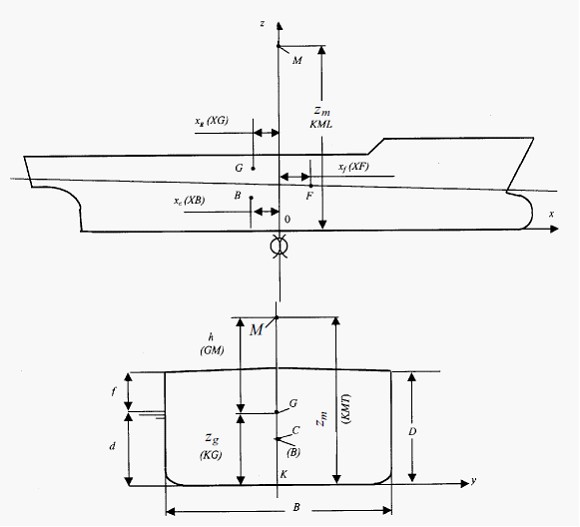 z
M
z_m
KML
x_g (XG)
G
x_f (XF)
B
F
x_c (XB)
0
x
M
h
(GM)
f
G
z_m
(KMT)
D
d
z_g
(KG)
C
(B)
K
y
B